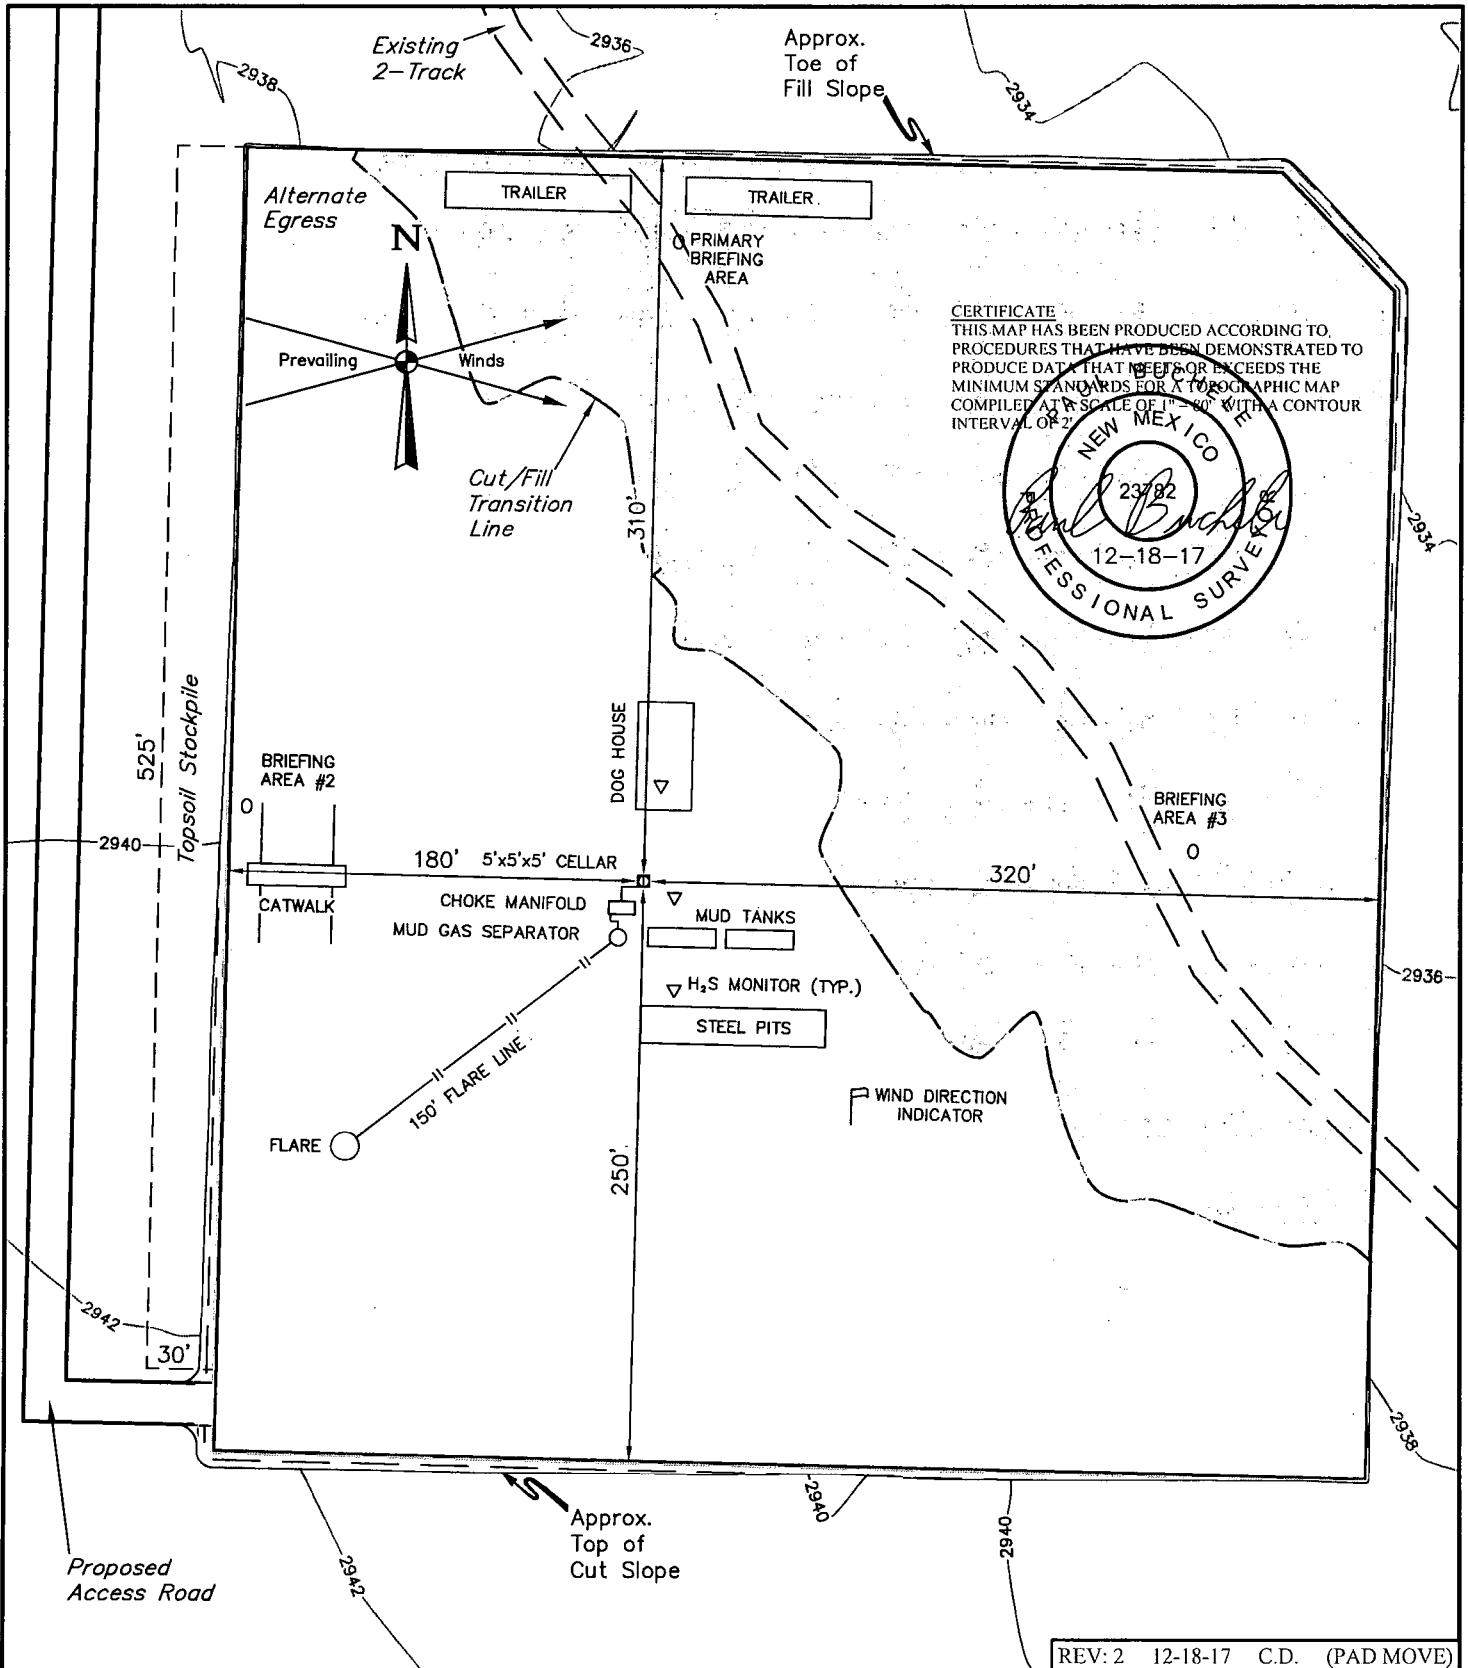 Existing
2-Track
2936
Approx.
Toe of
Fill Slope
2938
2934
Alternate
Egress
TRAILER
TRAILER
N
PRIMARY
BRIEFING
AREA
Prevailing
Winds
CERTIFICATE
THIS MAP HAS BEEN PRODUCED ACCORDING TO
PROCEDURES THAT HAVE BEEN DEMONSTRATED TO
PRODUCE DATA THAT MEETS OR EXCEEDS THE
MINIMUM STANDARDS FOR A TOPOGRAPHIC MAP
COMPILED AT A SCALE OF 1" = 60' WITH A CONTOUR
INTERVAL OF 2'
PAUL BUCHELE
NEW MEXICO
23782
Paul Buchele
12-18-17
PROFESSIONAL SURVEYOR
Cut/Fill
Transition
Line
310'
2934
525'
Topsoil Stockpile
DOG HOUSE
BRIEFING
AREA #2
O
BRIEFING
AREA #3
O
2940
180'
5'x5'x5' CELLAR
320'
CATWALK
CHOKE MANIFOLD
MUD GAS SEPARATOR
MUD TANKS
2936
H₂S MONITOR (TYP.)
STEEL PITS
150' FLARE LINE
WIND DIRECTION
INDICATOR
FLARE
250'
2942
30'
2938
2940
2940
Approx.
Top of
Cut Slope
2942
Proposed
Access Road
REV: 2 12-18-17 C.D. (PAD MOVE)